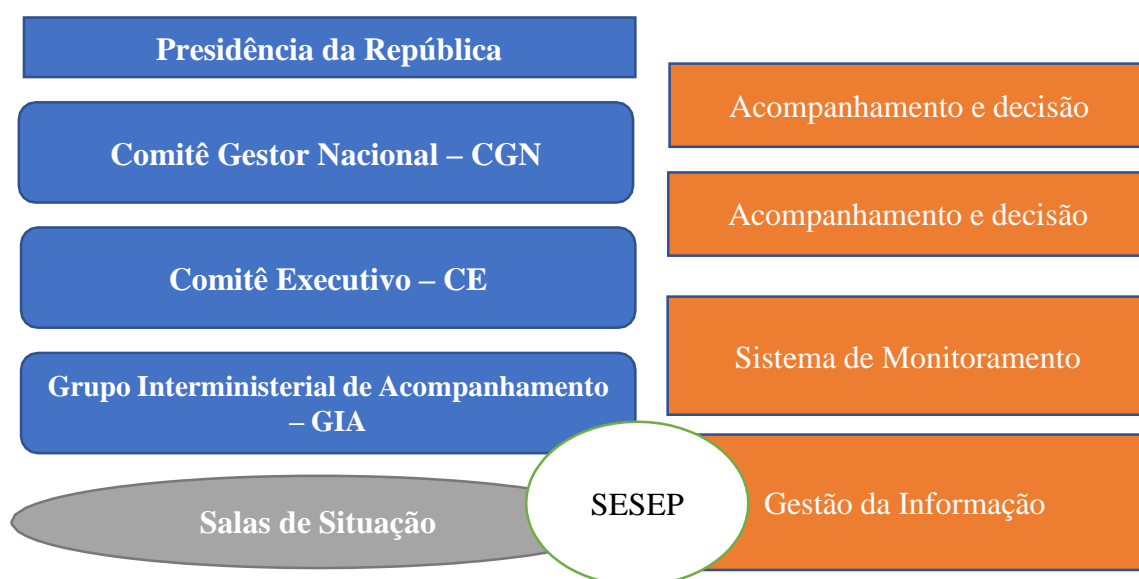 Presidência da República
Comitê Gestor Nacional – CGN
Comitê Executivo – CE
Grupo Interministerial de Acompanhamento
– GIA
Salas de Situação
SESEP
Acompanhamento e decisão
Acompanhamento e decisão
Sistema de Monitoramento
Gestão da Informação